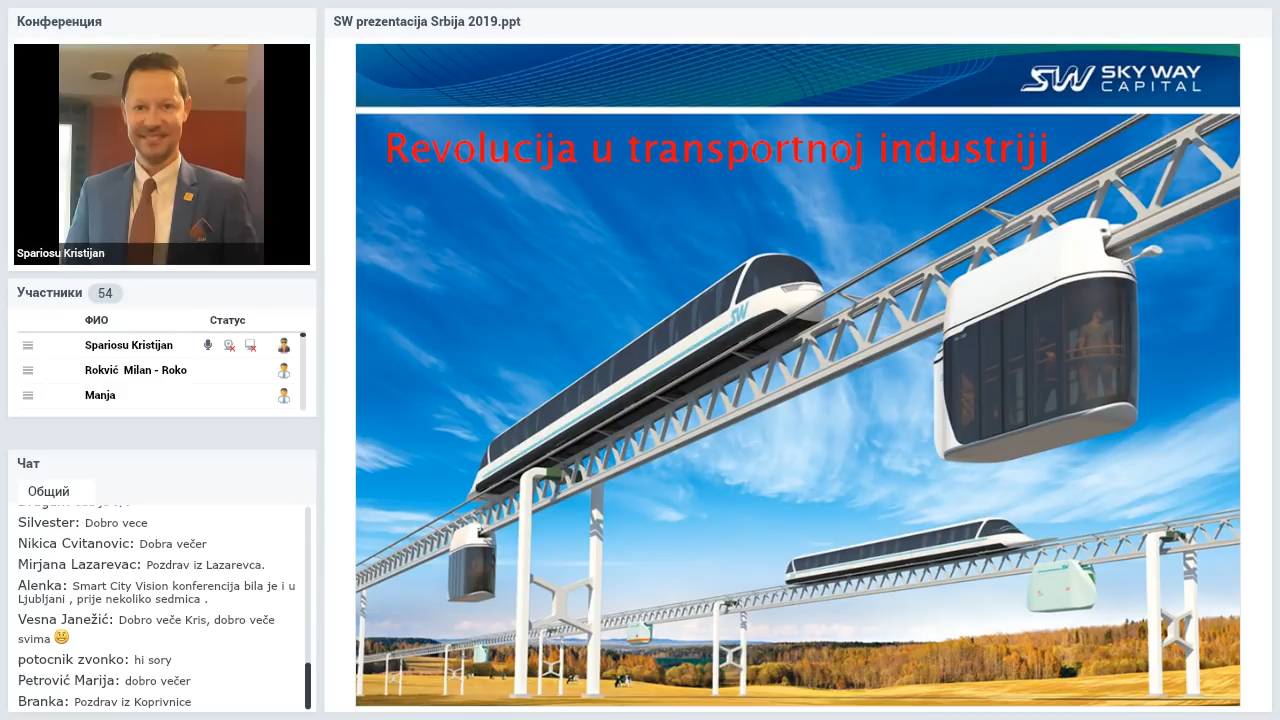 Конференция
Spariosu Kristijan
Участники 54
ФИО Статус
Spariosu Kristijan
Rokvić Milan - Roko
Manja
Чат
Общий
Silvester: Dobro vece
Nikica Cvitanovic: Dobra večer
Mirjana Lazarevac: Pozdrav iz Lazarevca.
Alenka: Smart City Vision konferencija bila je i u
Ljubljani , prije nekoliko sedmica .
Vesna Janežić: Dobro veče Kris, dobro veče
svima
potocnik zvonko: hi sory
Petrović Marija: dobro večer
Branka: Pozdrav iz Koprivnice
SW prezentacija Srbija 2019.ppt
SW SKY WAY
CAPITAL
Revolucija u transportnoj industriji
SW